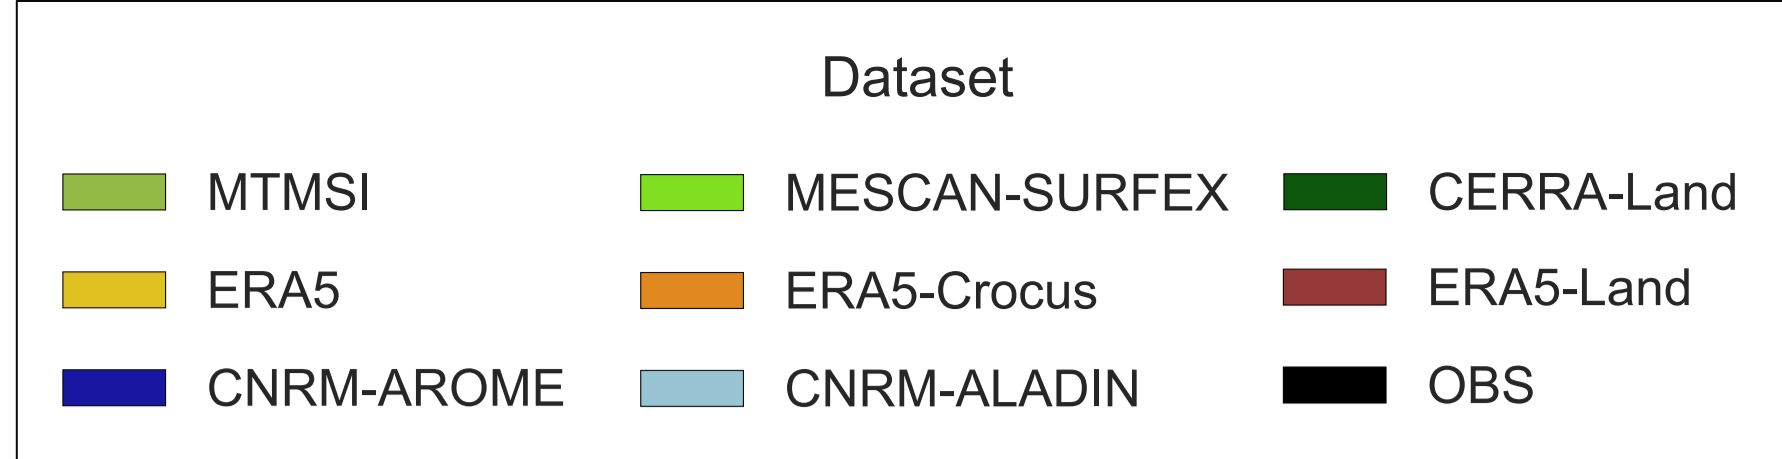 Dataset
MTMSI MESCAN-SURFEX CERRA-Land
ERA5 ERA5-Crocus ERA5-Land
CNRM-AROME CNRM-ALADIN OBS